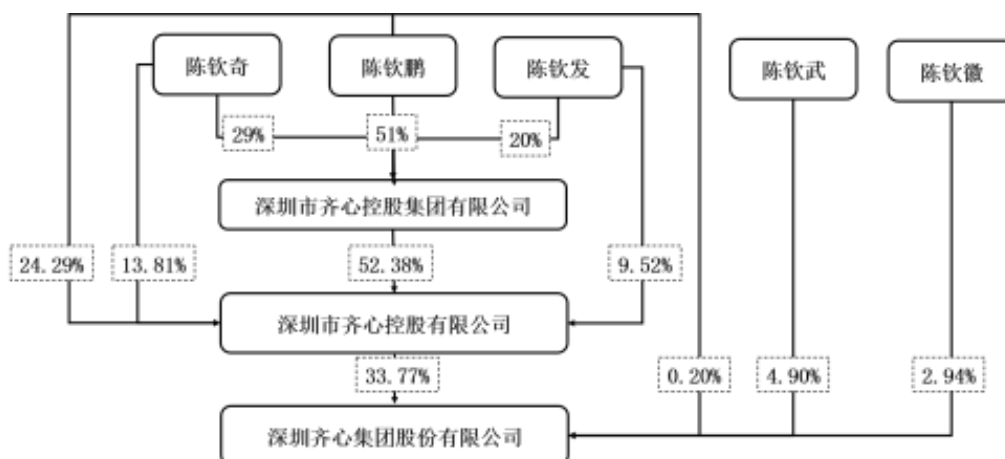 陈钦奇
陈钦鹏
陈钦发
陈钦武
陈钦徽
29%
51%
20%
深圳市齐心控股集团有限公司
24.29%
13.81%
52.38%
9.52%
深圳市齐心控股有限公司
33.77%
0.20%
4.90%
2.94%
深圳齐心集团股份有限公司